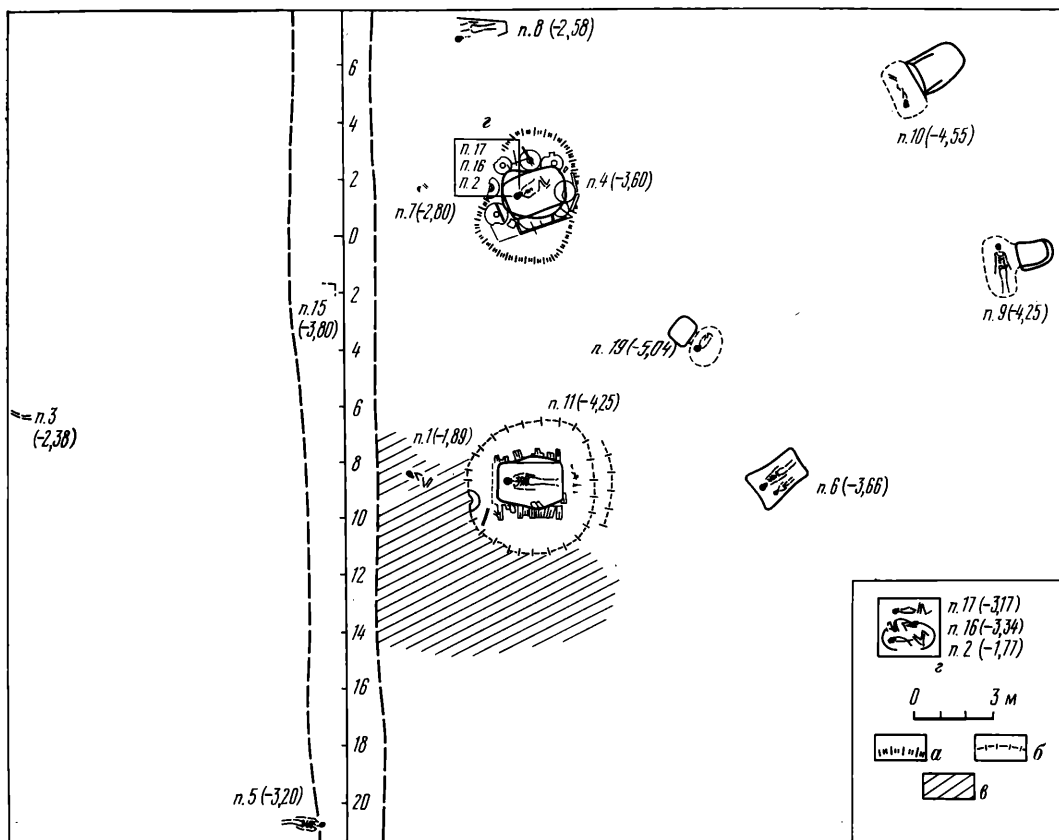 п. 8 (-2,58)
6
п. 10 (-4,55)
4
г
п. 17
п. 16
п. 2
2
п. 4 (-3,60)
п. 7 (-2,80)
0
2
п. 9 (-4,25)
п. 15
(-3,80)
4
п. 19 (-5,04)
6
п. 3
(-2,38)
п. 11 (-4,25)
п. 1 (-1,89)
8
п. 6 (-3,66)
10
12
14
16
18
п. 5 (-3,20)
20
п. 17 (-3,17)
п. 16 (-3,34)
п. 2 (-1,77)
г
0 3 м
а б
в